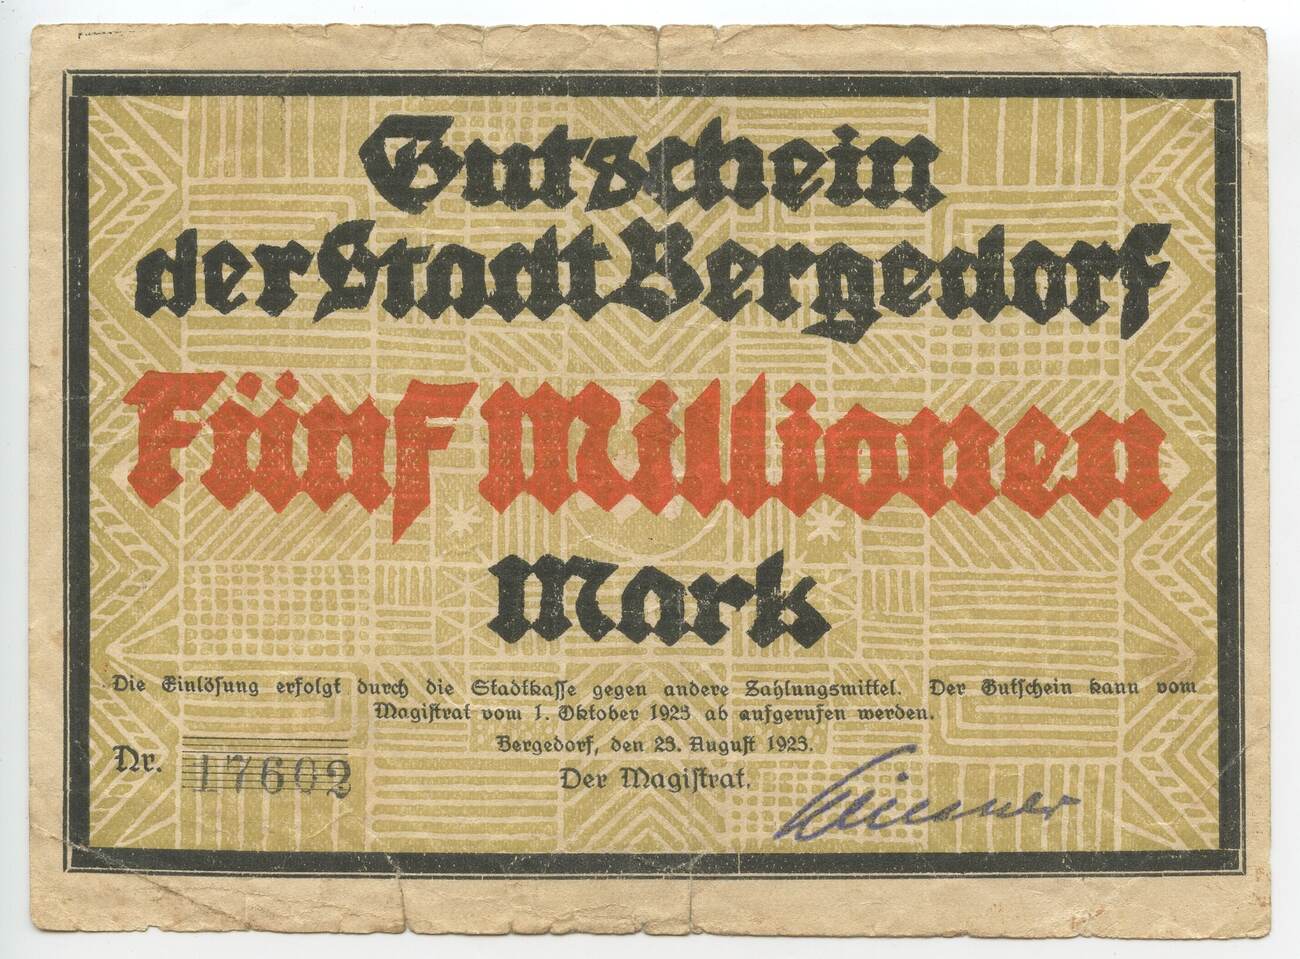 Gutschein
der Stadt Bergedorf
Fünf Millionen
Mark
Die Einlösung erfolgt durch die Stadtkasse gegen andere Zahlungsmittel. Der Gutschein kann vom
Magistrat vom 1. Oktober 1923 ab aufgerufen werden.
Bergedorf, den 23. August 1923.
Nr. 17602
Der Magistrat.